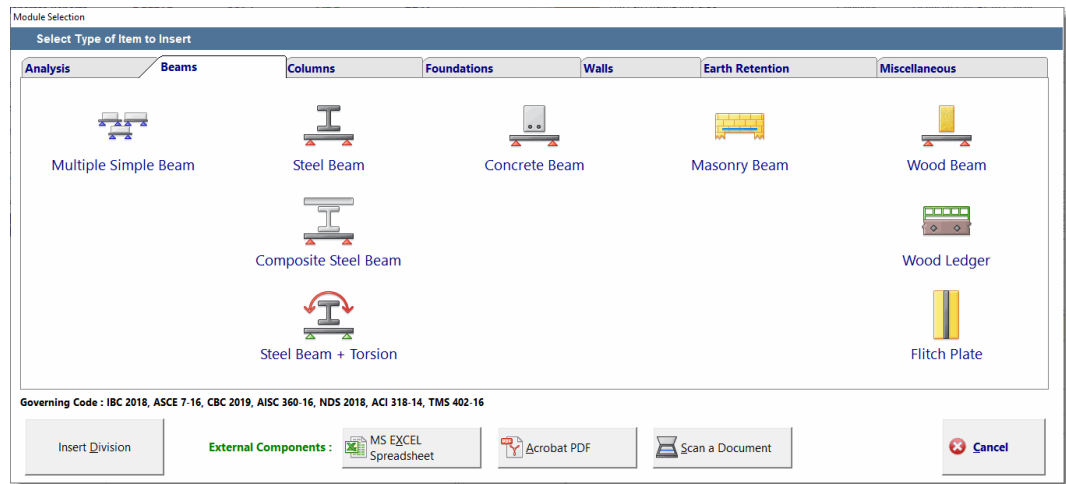 Module Selection
Select Type of Item to Insert
Analysis Beams Columns Foundations Walls Earth Retention Miscellaneous
Multiple Simple Beam Steel Beam Concrete Beam Masonry Beam Wood Beam
Composite Steel Beam Wood Ledger
Steel Beam + Torsion Flitch Plate
Governing Code : IBC 2018, ASCE 7-16, CBC 2019, AISC 360-16, NDS 2018, ACI 318-14, TMS 402-16
Insert Division External Components : MS EXCEL Spreadsheet Acrobat PDF Scan a Document Cancel